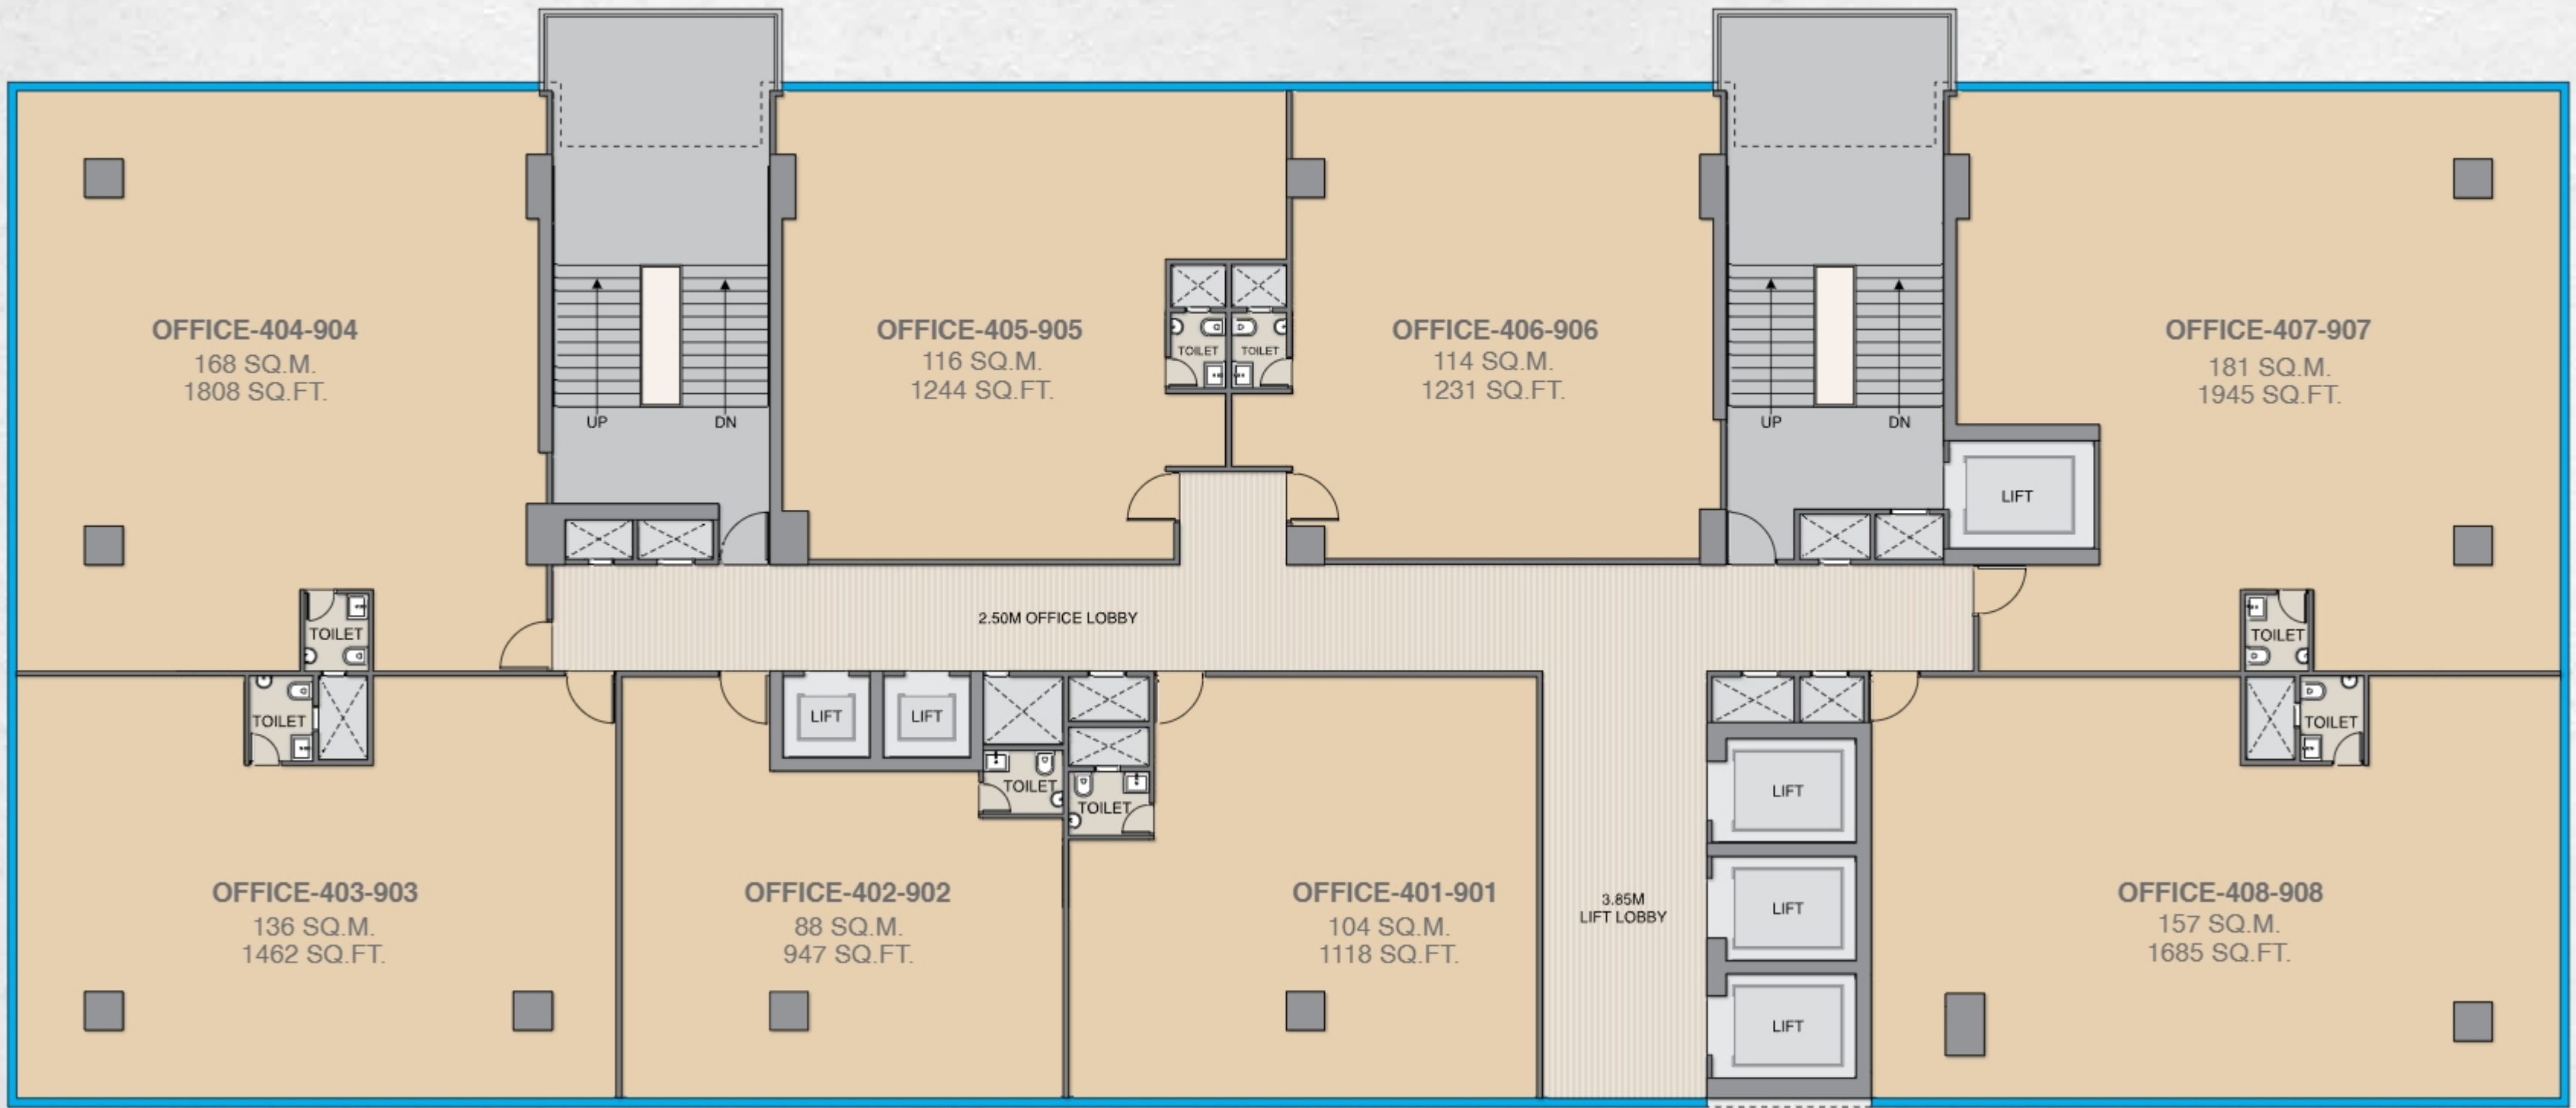 OFFICE-404-904
168 SQ.M.
1808 SQ.FT.
UP
DN
OFFICE-405-905
116 SQ.M.
1244 SQ.FT.
TOILET
TOILET
OFFICE-406-906
114 SQ.M.
1231 SQ.FT.
UP
DN
OFFICE-407-907
181 SQ.M.
1945 SQ.FT.
LIFT
TOILET
2.50M OFFICE LOBBY
TOILET
TOILET
LIFT
LIFT
TOILET
TOILET
LIFT
TOILET
OFFICE-403-903
136 SQ.M.
1462 SQ.FT.
OFFICE-402-902
88 SQ.M.
947 SQ.FT.
OFFICE-401-901
104 SQ.M.
1118 SQ.FT.
3.85M
LIFT LOBBY
LIFT
OFFICE-408-908
157 SQ.M.
1685 SQ.FT.
LIFT